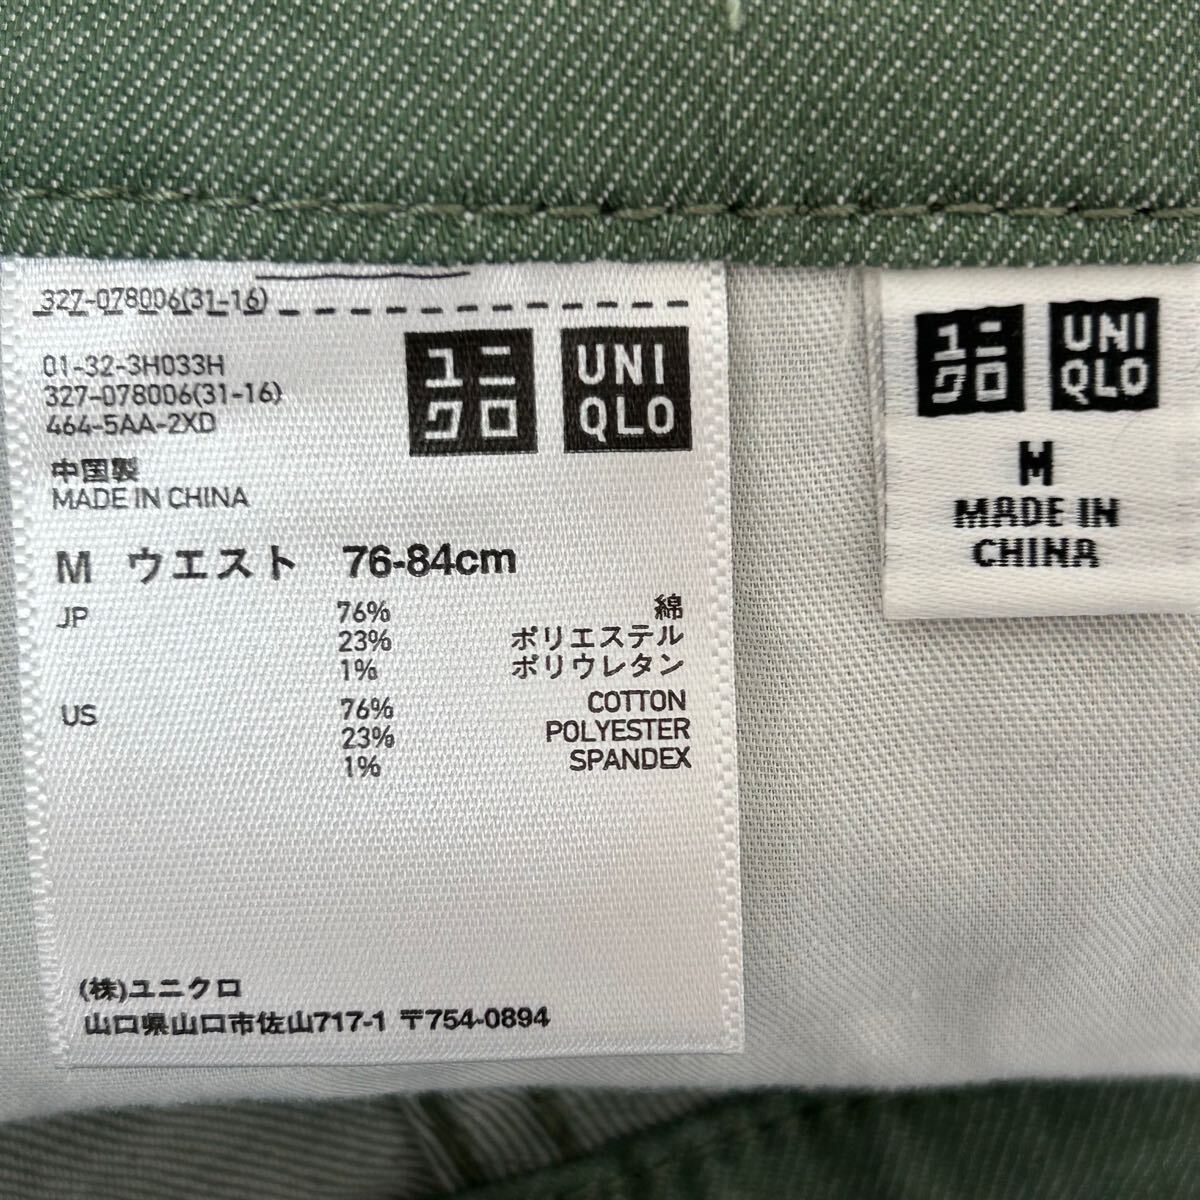 327-078006(31-16)
01-32-3H033H
327-078006(31-16)
464-5AA-2XD
ユニ
クロ
UNI
QLO
中国製
MADE IN CHINA
M ウエスト 76-84cm
JP 76% 綿
23% ポリエステル
1% ポリウレタン
US 76% COTTON
23% POLYESTER
1% SPANDEX
(株)ユニクロ
山口県山口市佐山717-1 〒754-0894
ユニ
クロ
UNI
QLO
M
MADE IN
CHINA